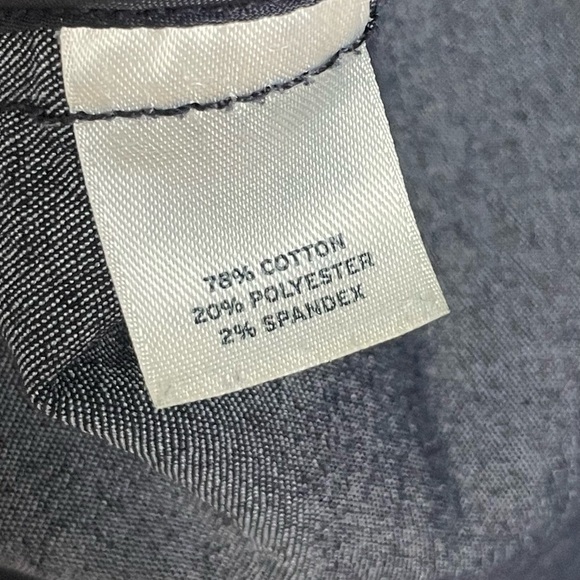 78% COTTON
20% POLYESTER
2% SPANDEX